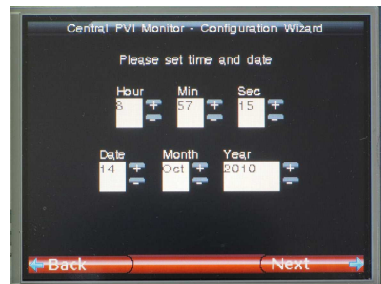 Central PVI Monitor - Configuration Wizard
Please set time and date
Hour Min Sec
8 57 15
Date Month Year
14 Oct 2010
Back Next